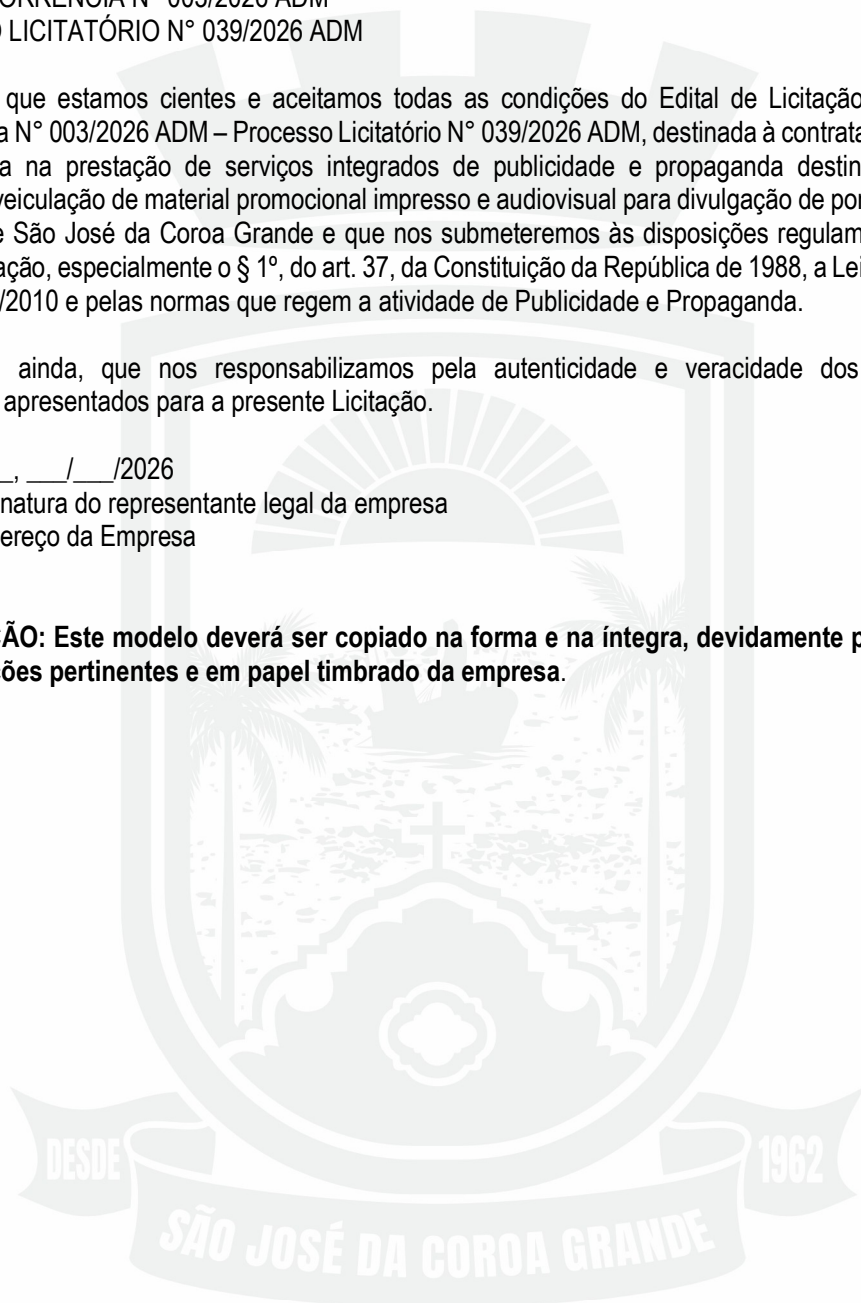 ORRÊNCIA N° 003/2026 ADM
O LICITATÓRIO N° 039/2026 ADM
que estamos cientes e aceitamos todas as condições do Edital de Licitação
a N° 003/2026 ADM – Processo Licitatório N° 039/2026 ADM, destinada à contrata
a na prestação de serviços integrados de publicidade e propaganda destin
veiculação de material promocional impresso e audiovisual para divulgação de por
e São José da Coroa Grande e que nos submeteremos às disposições regulam
ação, especialmente o § 1º, do art. 37, da Constituição da República de 1988, a Lei
/2010 e pelas normas que regem a atividade de Publicidade e Propaganda.
ainda, que nos responsabilizamos pela autenticidade e veracidade dos
apresentados para a presente Licitação.
_, ___/___/2026
natura do representante legal da empresa
ereço da Empresa
ÇÃO: Este modelo deverá ser copiado na forma e na íntegra, devidamente p
ções pertinentes e em papel timbrado da empresa.
DESDE
1962
SÃO JOSÉ DA COROA GRANDE